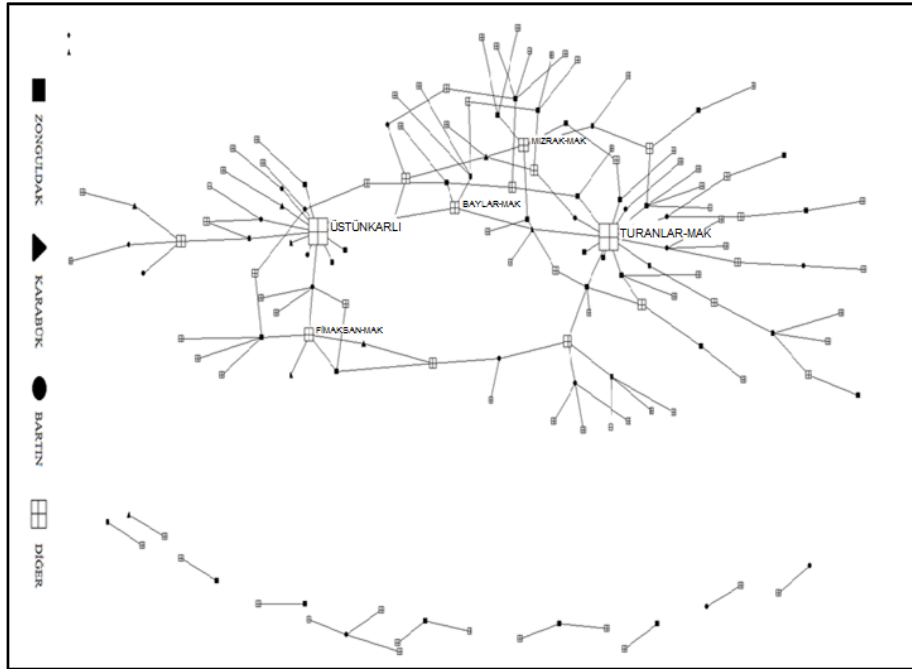 ZONGULDAK
KARABÜK
BARTIN
DİĞER
MIZRAK-MAK
BAYLAR-MAK
ÜSTÜNKARLI
TURANLAR-MAK
FİMAKSAN-MAK